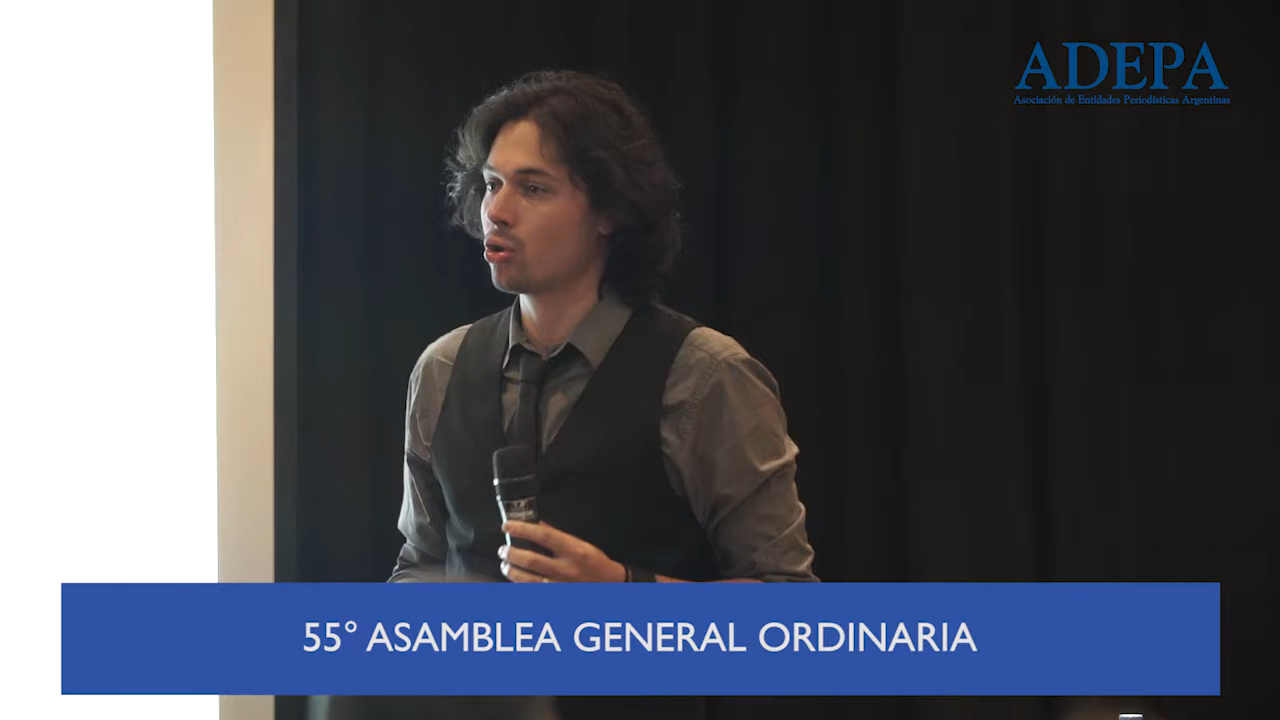 ADEPA
Asociación de Entidades Periodísticas Argentinas
55° ASAMBLEA GENERAL ORDINARIA